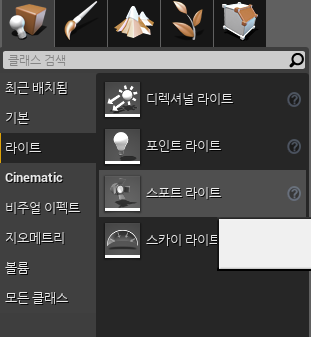 클래스 검색
최근 배치됨
기본
라이트
Cinematic
비주얼 이펙트
지오메트리
볼륨
모든 클래스
디렉셔널 라이트
포인트 라이트
스포트 라이트
스카이 라이트